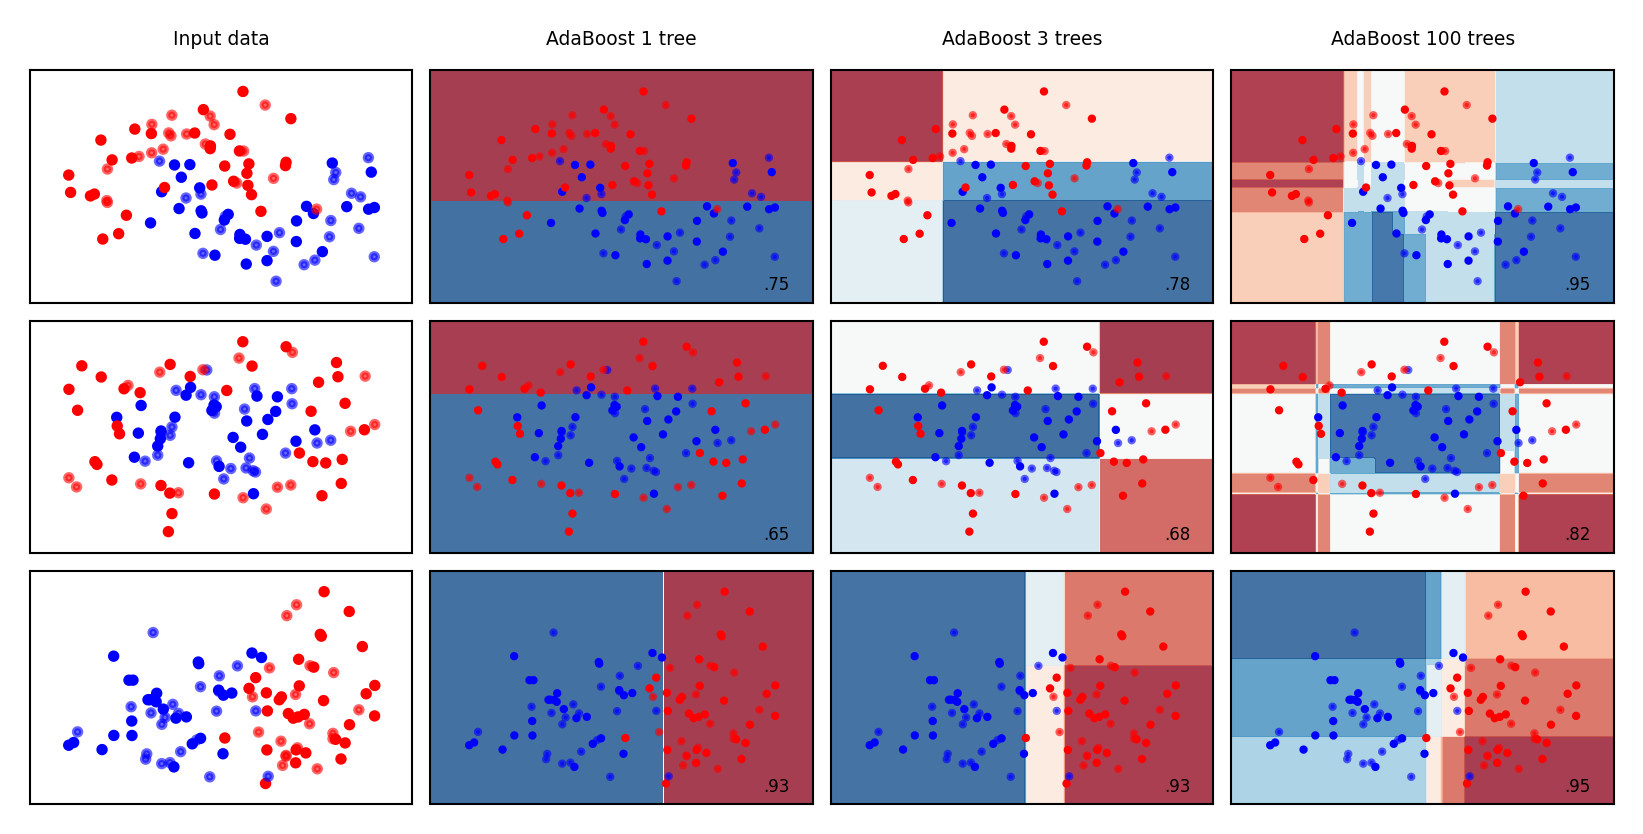 Input data
AdaBoost 1 tree
AdaBoost 3 trees
AdaBoost 100 trees
.75
.78
.95
.65
.68
.82
.93
.93
.95